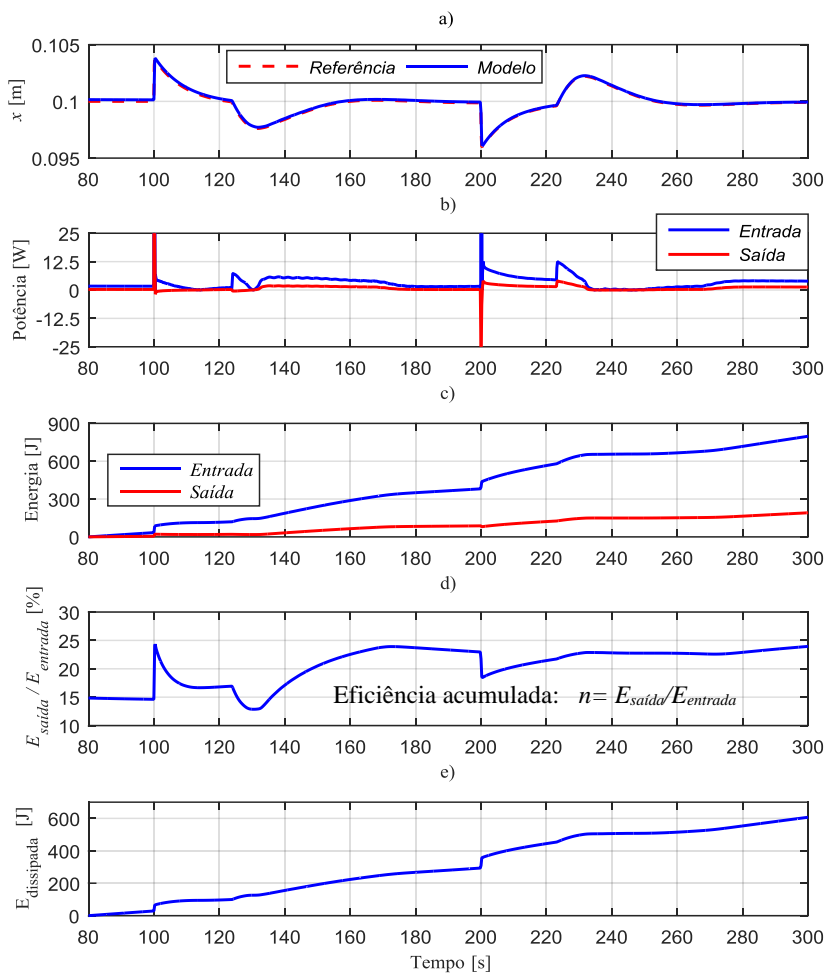 a)
0.105
0.1
0.095
x [m]
Referência
Modelo
80 100 120 140 160 180 200 220 240 260 280 300
b)
25
12.5
0
-12.5
-25
Potência [W]
Entrada
Saída
80 100 120 140 160 180 200 220 240 260 280 300
c)
900
600
300
0
Energia [J]
Entrada
Saída
80 100 120 140 160 180 200 220 240 260 280 300
d)
30
25
20
15
10
E saída / E entrada [%]
Eficiência acumulada: n= Esaída/Eentrada
80 100 120 140 160 180 200 220 240 260 280 300
e)
600
400
200
0
E dissipada [J]
80 100 120 140 160 180 200 220 240 260 280 300
Tempo [s]